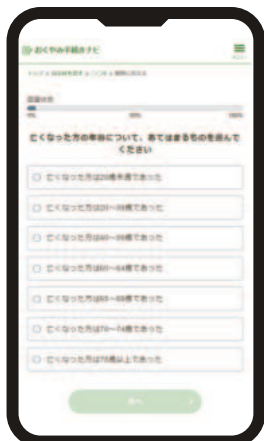 おくやみ手続きナビ
メニュー
回答状況
0% 50% 100%
亡くなった方の年齢について、あてはまるものを選んで
ください
亡くなった方は20歳未満であった
亡くなった方は20〜39歳であった
亡くなった方は40〜59歳であった
亡くなった方は60〜64歳であった
亡くなった方は65〜69歳であった
亡くなった方は70〜74歳であった
亡くなった方は75歳以上であった
次へ